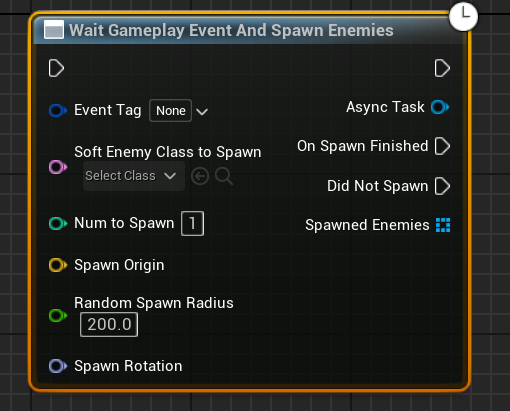 Wait Gameplay Event And Spawn Enemies
Event Tag None
Async Task
Soft Enemy Class to Spawn
Select Class
On Spawn Finished
Did Not Spawn
Num to Spawn 1
Spawned Enemies
Spawn Origin
Random Spawn Radius
200.0
Spawn Rotation